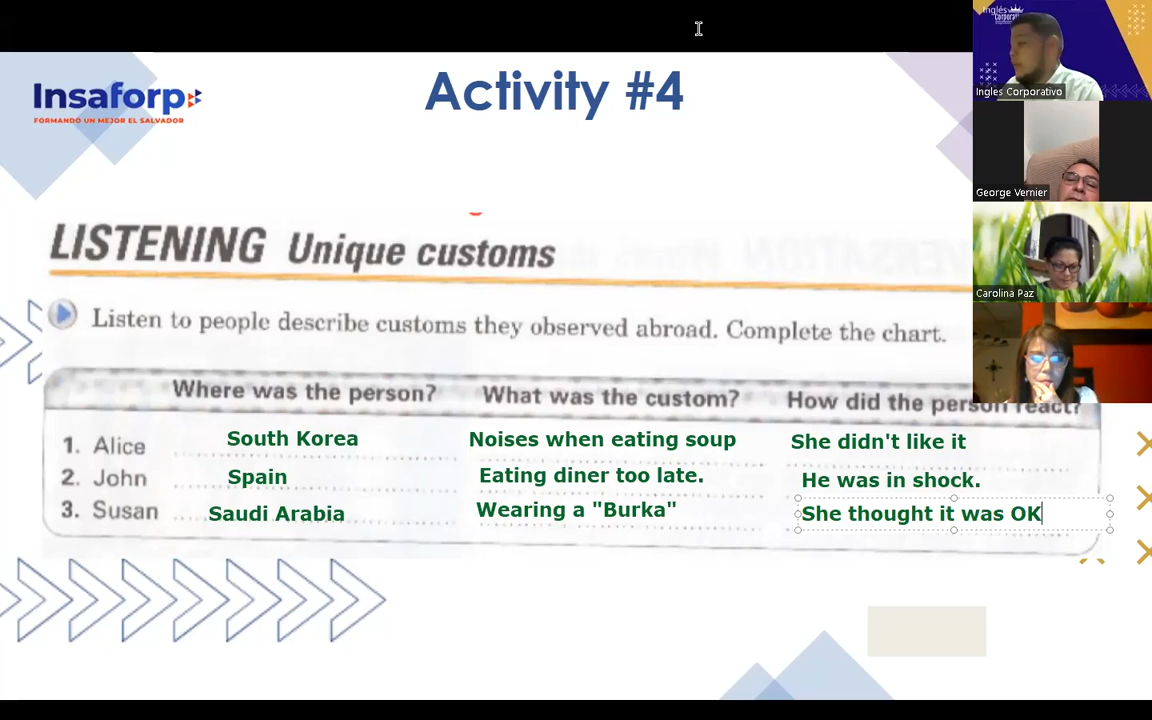 Inglés
Corporativo
Ingles Corporativo
Insaforp
FORMANDO UN MEJOR EL SALVADOR
Activity #4
George Vernier
LISTENING Unique customs
Carolina Paz
Listen to people describe customs they observed abroad. Complete the chart.
Where was the person? What was the custom? How did the person react?
1. Alice South Korea Noises when eating soup She didn't like it
2. John Spain Eating diner too late. He was in shock.
3. Susan Saudi Arabia Wearing a "Burka" She thought it was OK